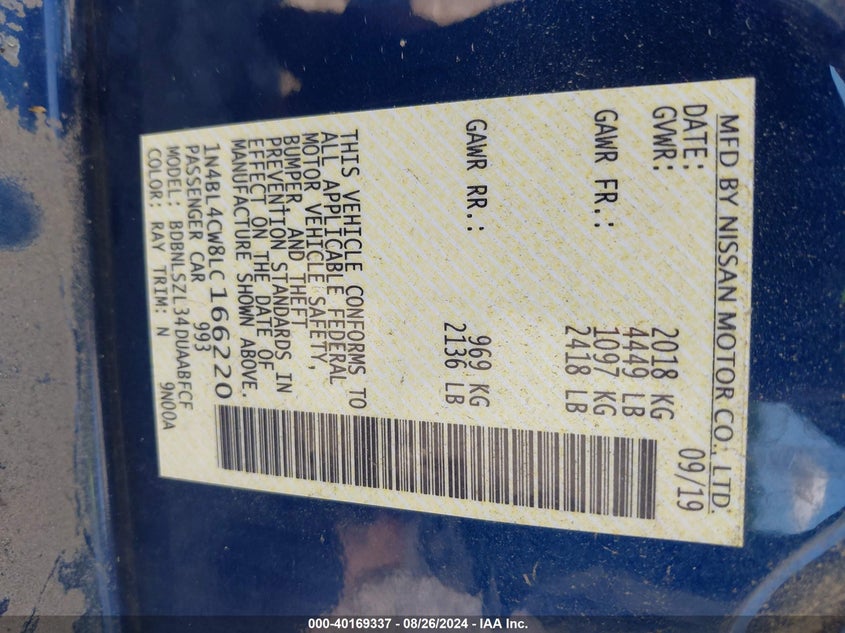 MFD BY NISSAN MOTOR CO., LTD.
DATE: 09/19
GVWR: 2018 KG
4449 LB
GAWR FR.: 1097 KG
2418 LB
GAWR RR.: 969 KG
2136 LB
THIS VEHICLE CONFORMS TO
ALL APPLICABLE FEDERAL
MOTOR VEHICLE SAFETY,
BUMPER AND THEFT
PREVENTION STANDARDS IN
EFFECT ON THE DATE OF
MANUFACTURE SHOWN ABOVE.
1N4BL4CW8LC166220
PASSENGER CAR 993
MODEL: BDBNLSZL34DUAABFCF
COLOR: RAY TRIM: N 9N00A
000-40169337 - 08/26/2024 - IAA Inc.